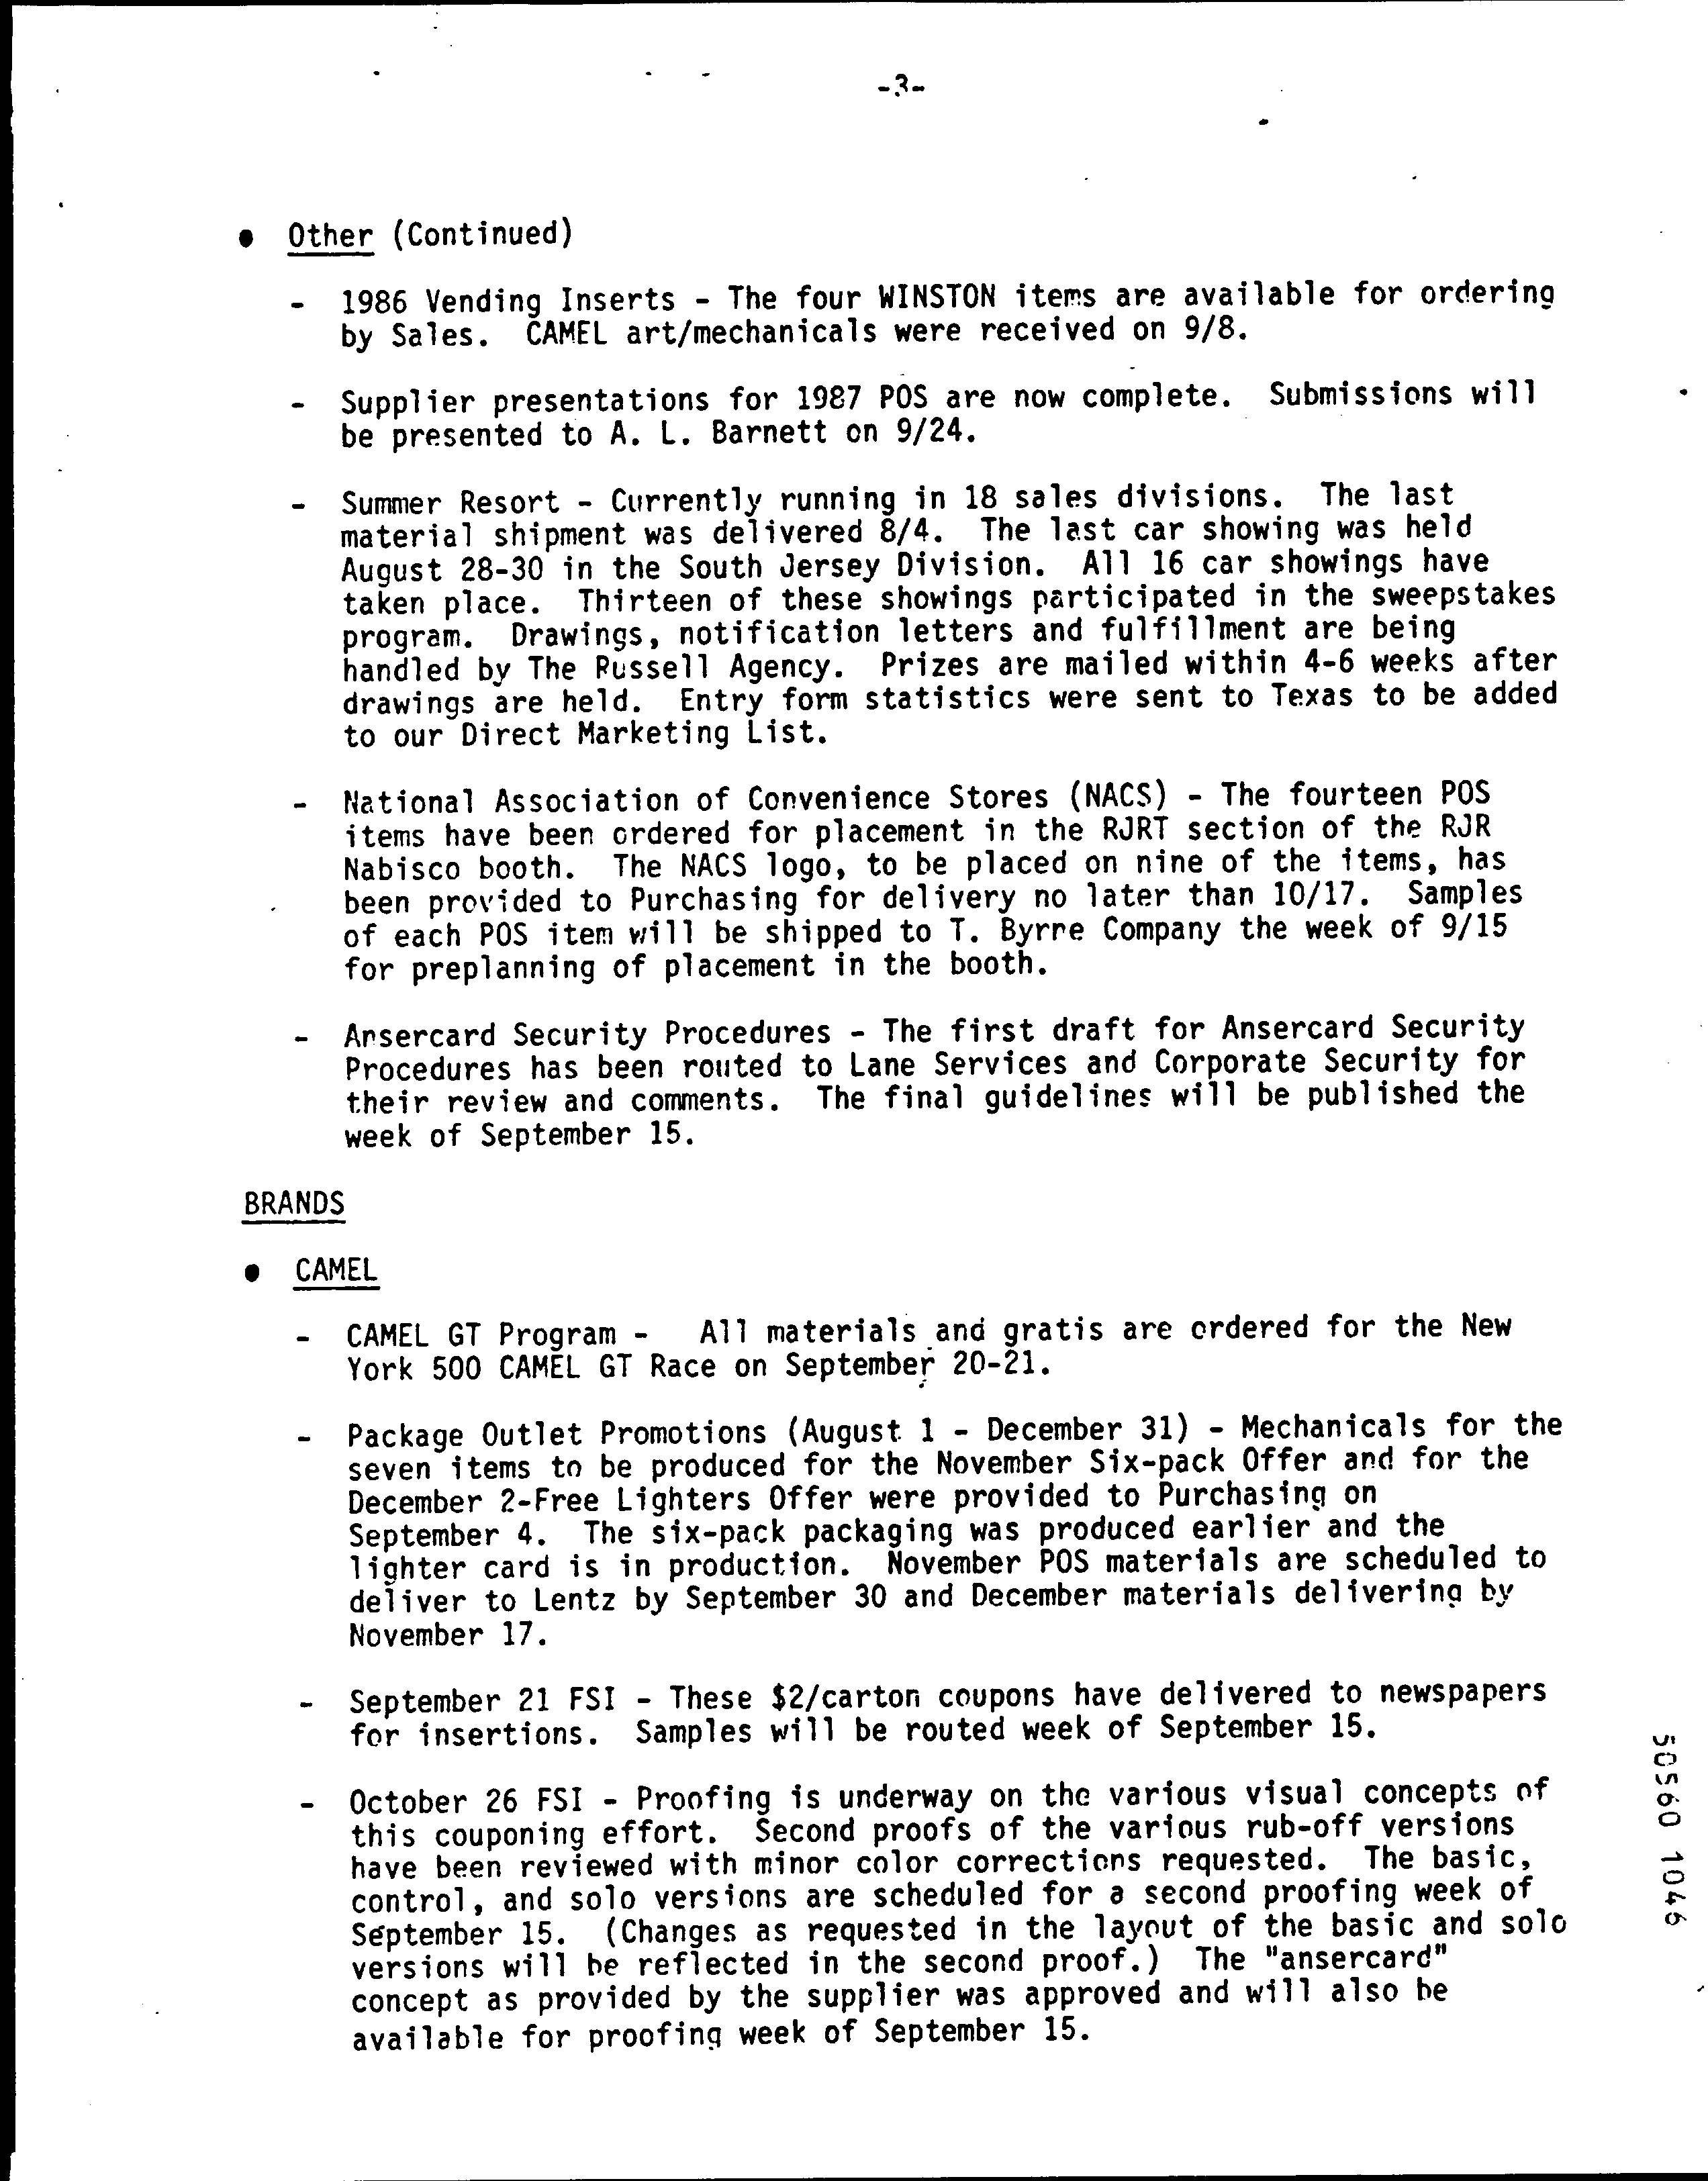 -3-
● Other (Continued)
- 1986 Vending Inserts - The four WINSTON items are available for ordering
by Sales. CAMEL art/mechanicals were received on 9/8.
- Supplier presentations for 1987 POS are now complete. Submissions will
be presented to A. L. Barnett on 9/24.
- Summer Resort - Currently running in 18 sales divisions. The last
material shipment was delivered 8/4. The last car showing was held
August 28-30 in the South Jersey Division. All 16 car showings have
taken place. Thirteen of these showings participated in the sweepstakes
program. Drawings, notification letters and fulfillment are being
handled by The Russell Agency. Prizes are mailed within 4-6 weeks after
drawings are held. Entry form statistics were sent to Texas to be added
to our Direct Marketing List.
- National Association of Convenience Stores (NACS) - The fourteen POS
items have been ordered for placement in the RJRT section of the RJR
Nabisco booth. The NACS logo, to be placed on nine of the items, has
been provided to Purchasing for delivery no later than 10/17. Samples
of each POS item will be shipped to T. Byrne Company the week of 9/15
for preplanning of placement in the booth.
- Ansercard Security Procedures - The first draft for Ansercard Security
Procedures has been routed to Lane Services and Corporate Security for
their review and comments. The final guidelines will be published the
week of September 15.
BRANDS
● CAMEL
- CAMEL GT Program - All materials and gratis are ordered for the New
York 500 CAMEL GT Race on September 20-21.
- Package Outlet Promotions (August 1 - December 31) - Mechanicals for the
seven items to be produced for the November Six-pack Offer and for the
December 2-Free Lighters Offer were provided to Purchasing on
September 4. The six-pack packaging was produced earlier and the
lighter card is in production. November POS materials are scheduled to
deliver to Lentz by September 30 and December materials delivering by
November 17.
- September 21 FSI - These $2/carton coupons have delivered to newspapers
for insertions. Samples will be routed week of September 15.
- October 26 FSI - Proofing is underway on the various visual concepts of
this couponing effort. Second proofs of the various rub-off versions
have been reviewed with minor color corrections requested. The basic,
control, and solo versions are scheduled for a second proofing week of
September 15. (Changes as requested in the layout of the basic and solo
versions will be reflected in the second proof.) The "ansercard"
concept as provided by the supplier was approved and will also be
available for proofing week of September 15.
50560 1046